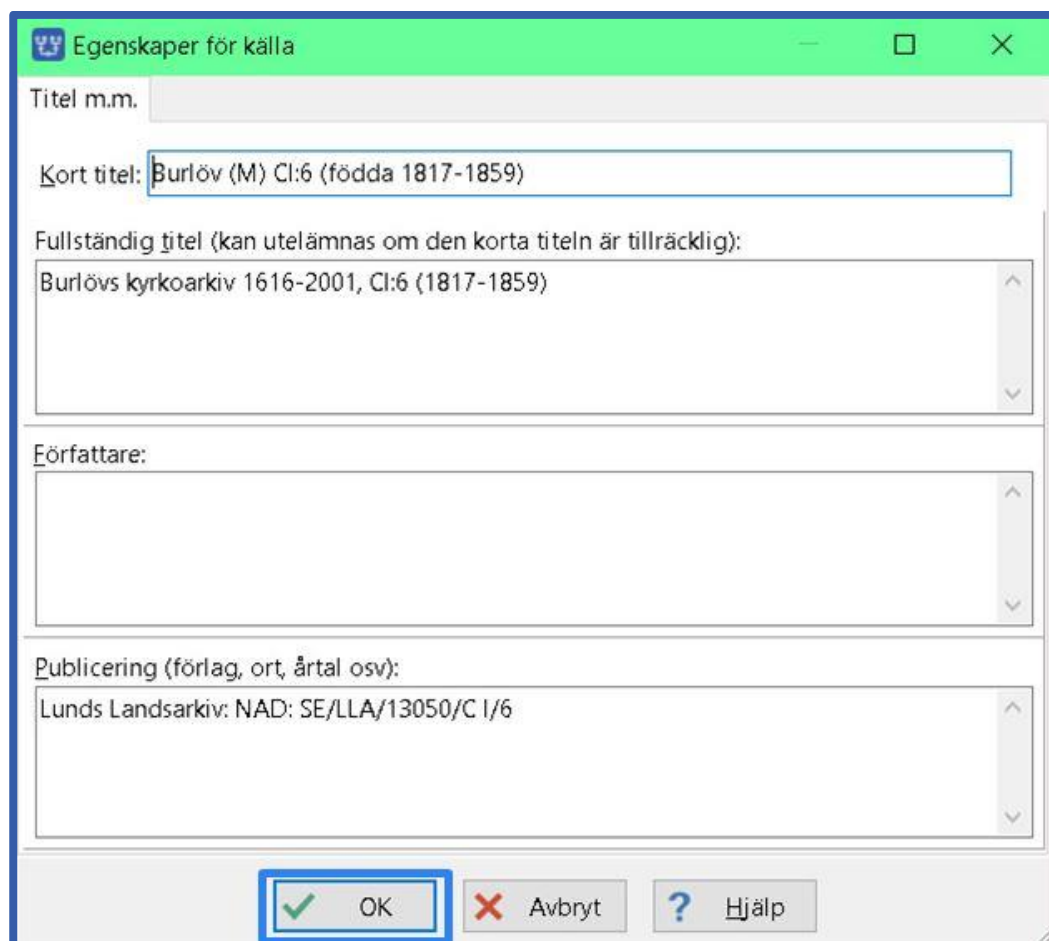 Egenskaper för källa
Titel m.m.
Kort titel: Burlöv (M) CI:6 (födda 1817-1859)
Fullständig titel (kan utelämnas om den korta titeln är tillräcklig):
Burlövs kyrkoarkiv 1616-2001, CI:6 (1817-1859)
Författare:
Publicering (förlag, ort, årtal osv):
Lunds Landsarkiv: NAD: SE/LLA/13050/C I/6
OK Avbryt ? Hjälp